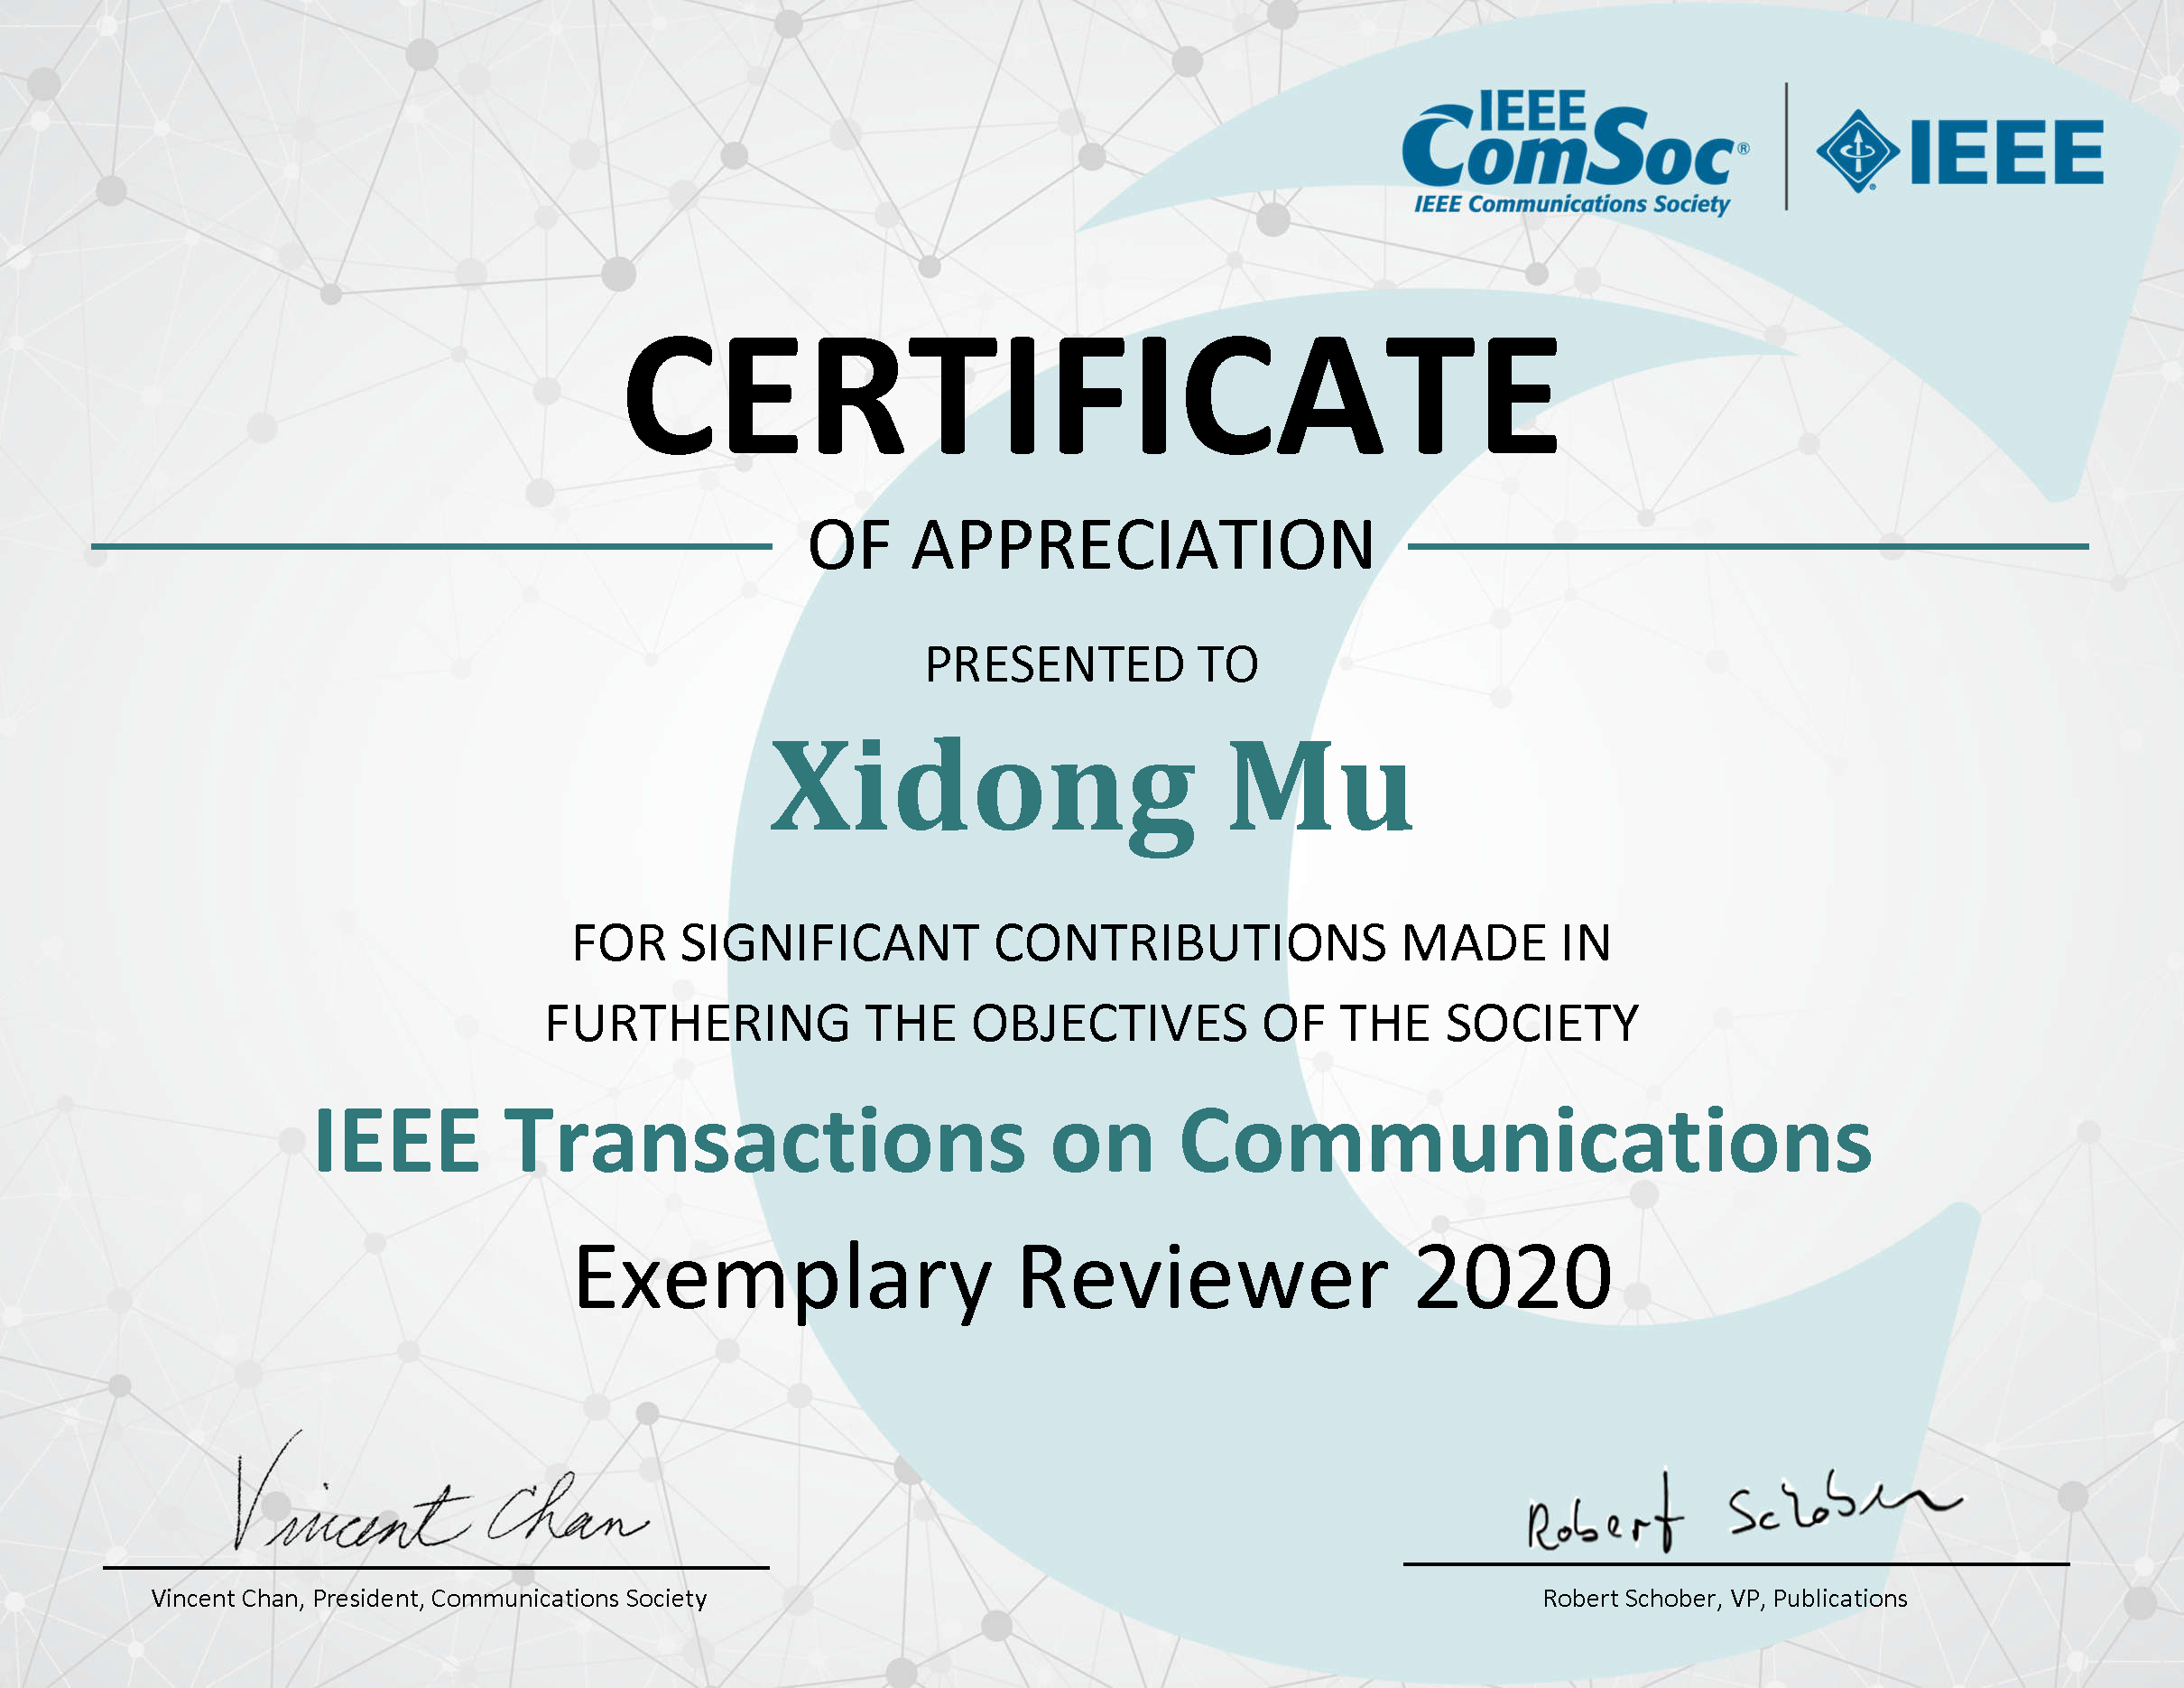 IEEE
ComSoc®
IEEE Communications Society
IEEE
CERTIFICATE
OF APPRECIATION
PRESENTED TO
Xidong Mu
FOR SIGNIFICANT CONTRIBUTIONS MADE IN
FURTHERING THE OBJECTIVES OF THE SOCIETY
IEEE Transactions on Communications
Exemplary Reviewer 2020
Vincent Chan
Robert Schober
Vincent Chan, President, Communications Society
Robert Schober, VP, Publications